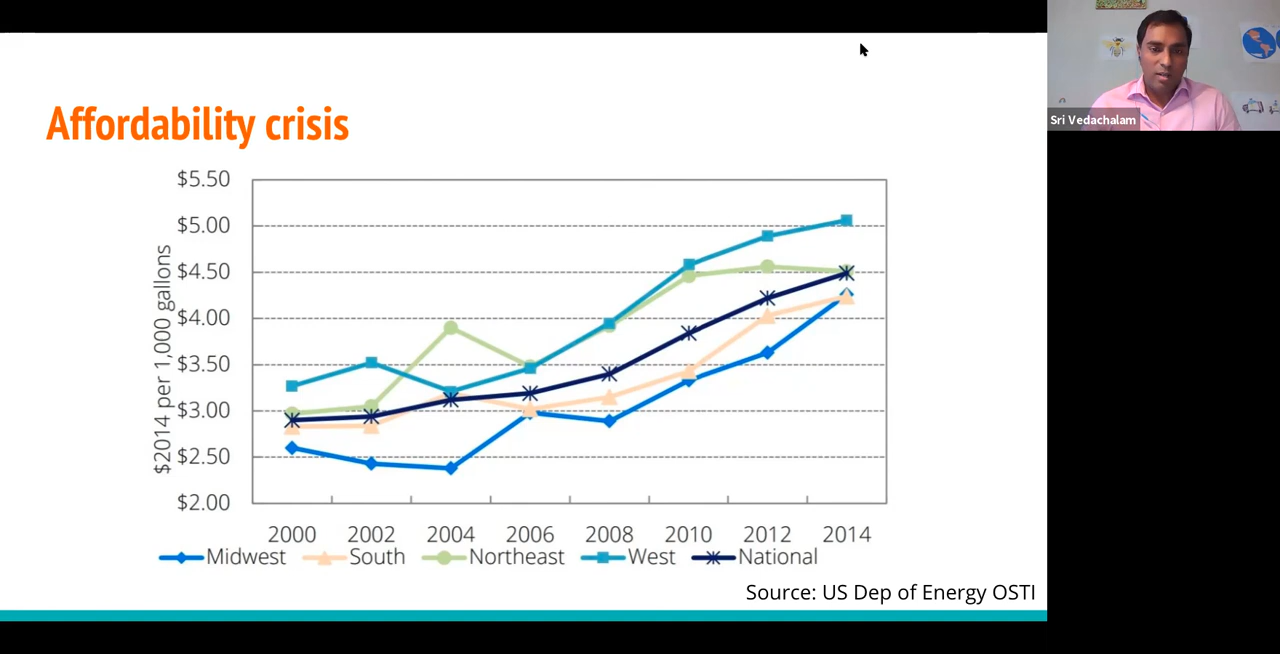 Affordability crisis
Sri Vedachalam
$5.50
$5.00
$4.50
$4.00
$3.50
$3.00
$2.50
$2.00
$2014 per 1,000 gallons
2000 2002 2004 2006 2008 2010 2012 2014
Midwest South Northeast West National
Source: US Dep of Energy OSTI